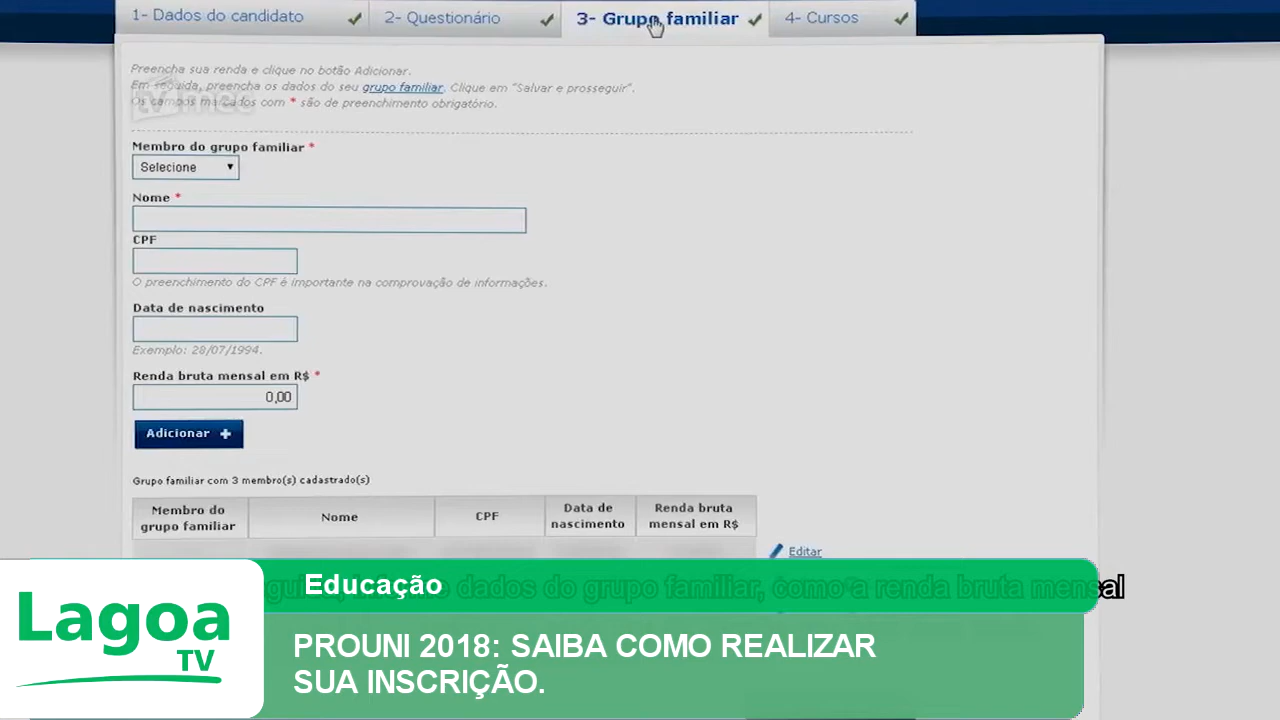 1- Dados do candidato
2- Questionário
3- Grupo familiar
4- Cursos
Preencha sua renda e clique no botão Adicionar.
Em seguida, preencha os dados do seu grupo familiar. Clique em "Salvar e prosseguir".
Os campos marcados com * são de preenchimento obrigatório.
tv mec
Membro do grupo familiar *
Selecione
Nome *
CPF
O preenchimento do CPF é importante na comprovação de informações.
Data de nascimento
Exemplo: 28/07/1994.
Renda bruta mensal em R$ *
0,00
Adicionar +
Grupo familiar com 3 membro(s) cadastrado(s)
Membro do grupo familiar
Nome
CPF
Data de nascimento
Renda bruta mensal em R$
Editar
dados do grupo familiar, como a renda bruta mensal
Educação
Lagoa
TV
PROUNI 2018: SAIBA COMO REALIZAR
SUA INSCRIÇÃO.